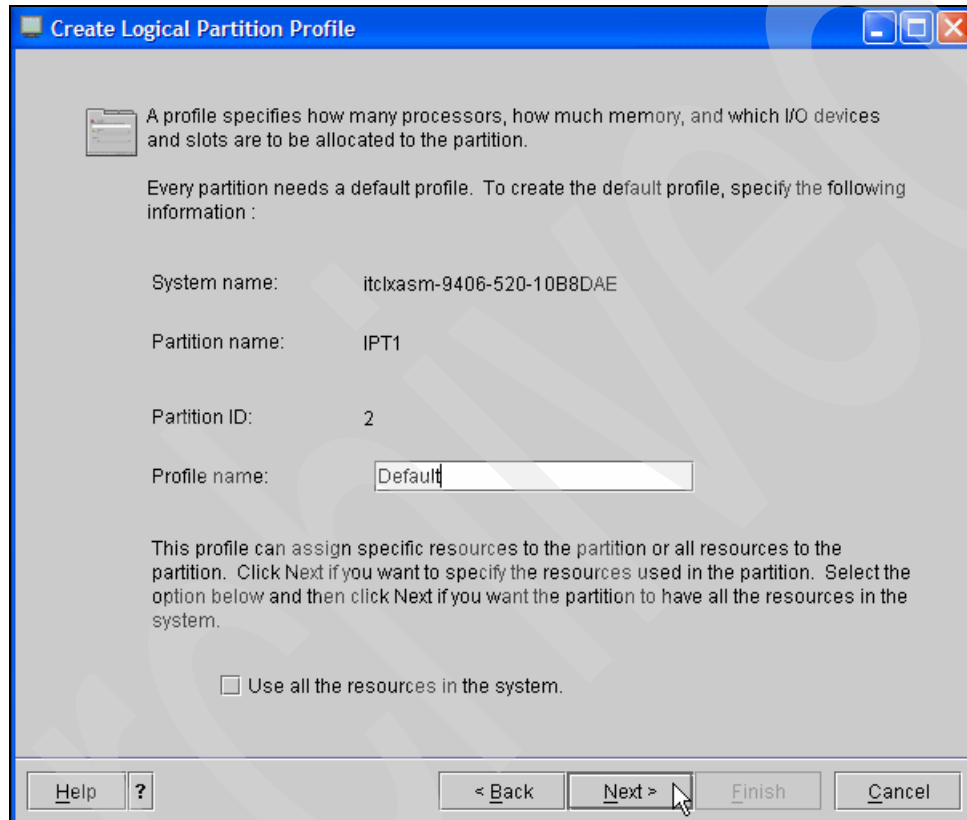 Create Logical Partition Profile
A profile specifies how many processors, how much memory, and which I/O devices
and slots are to be allocated to the partition.
Every partition needs a default profile. To create the default profile, specify the following
information :
System name: itclxasm-9406-520-10B8DAE
Partition name: IPT1
Partition ID: 2
Profile name: Default
This profile can assign specific resources to the partition or all resources to the
partition. Click Next if you want to specify the resources used in the partition. Select the
option below and then click Next if you want the partition to have all the resources in the
system.
Use all the resources in the system.
Help ? < Back Next > Finish Cancel